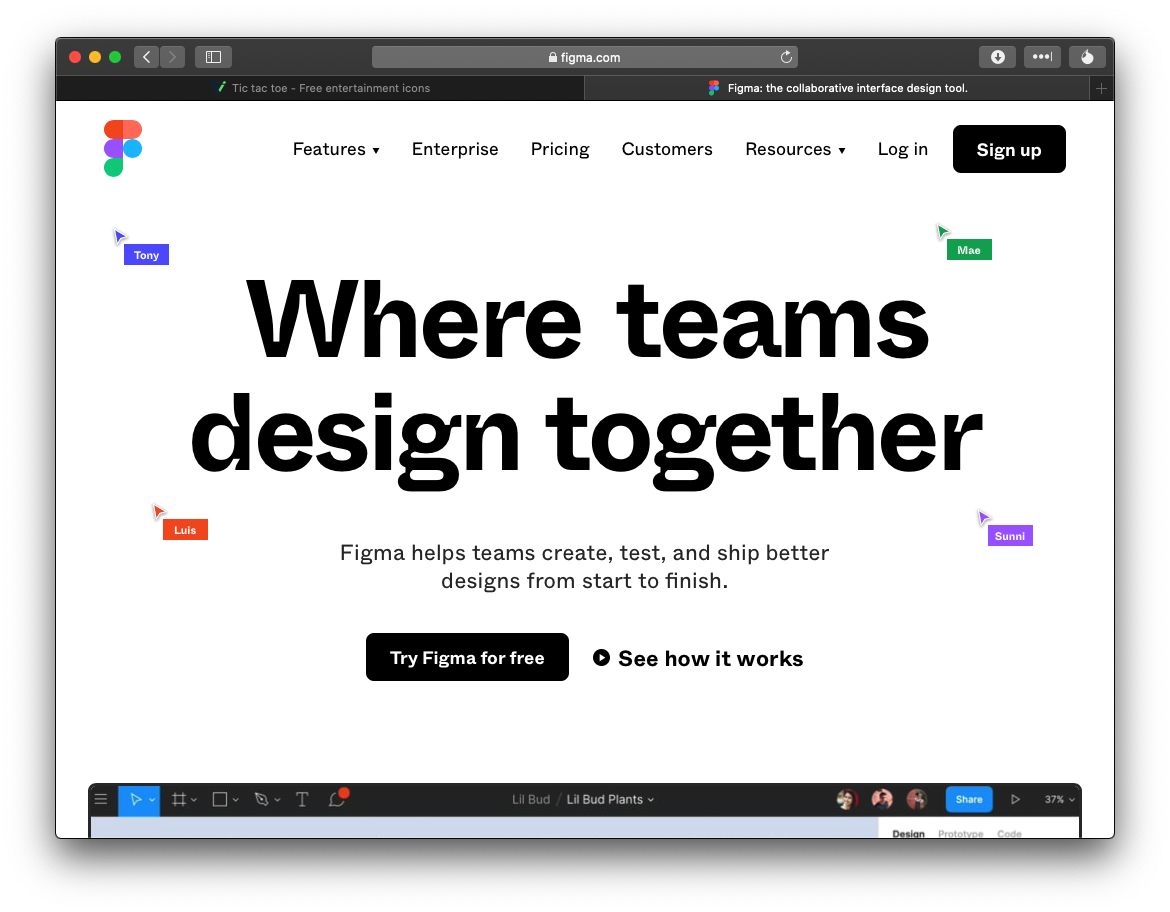 figma.com
Tic tac toe - Free entertainment icons
Figma: the collaborative interface design tool.
Features ▾ Enterprise Pricing Customers Resources ▾ Log in Sign up
Tony
Mae
Where teams
design together
Luis
Sunni
Figma helps teams create, test, and ship better
designs from start to finish.
Try Figma for free See how it works
Lil Bud / Lil Bud Plants Share 37%
Design Prototype Code